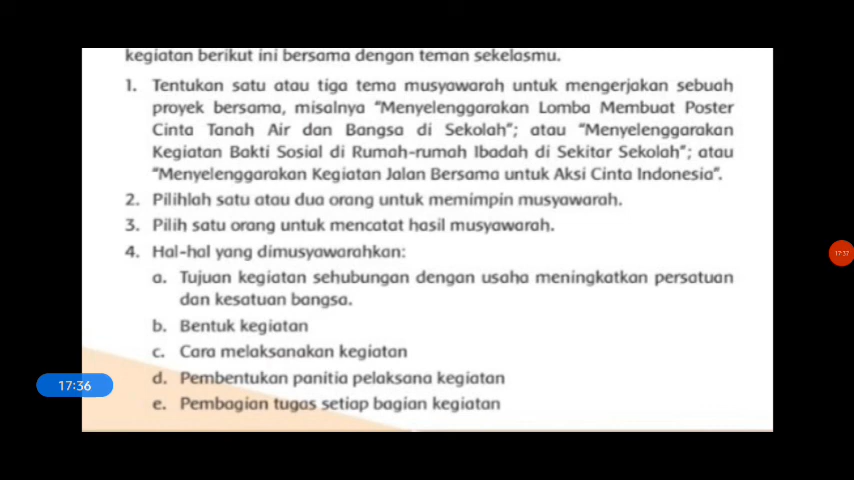 kegiatan berikut ini bersama dengan teman sekelasmu.
1. Tentukan satu atau tiga tema musyawarah untuk mengerjakan sebuah
proyek bersama, misalnya "Menyelenggarakan Lomba Membuat Poster
Cinta Tanah Air dan Bangsa di Sekolah"; atau "Menyelenggarakan
Kegiatan Bakti Sosial di Rumah-rumah Ibadah di Sekitar Sekolah"; atau
"Menyelenggarakan Kegiatan Jalan Bersama untuk Aksi Cinta Indonesia".
2. Pilihlah satu atau dua orang untuk memimpin musyawarah.
3. Pilih satu orang untuk mencatat hasil musyawarah.
4. Hal-hal yang dimusyawarahkan:
a. Tujuan kegiatan sehubungan dengan usaha meningkatkan persatuan
dan kesatuan bangsa.
b. Bentuk kegiatan
c. Cara melaksanakan kegiatan
d. Pembentukan panitia pelaksana kegiatan
e. Pembagian tugas setiap bagian kegiatan
17:36
17:37